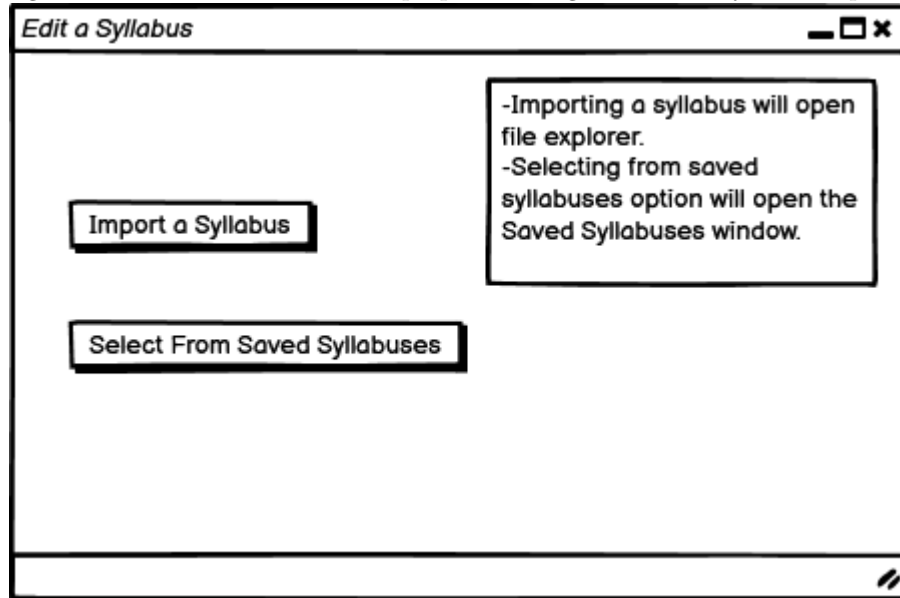 Edit a Syllabus
-Importing a syllabus will open
file explorer.
-Selecting from saved
syllabuses option will open the
Saved Syllabuses window.
Import a Syllabus
Select From Saved Syllabuses